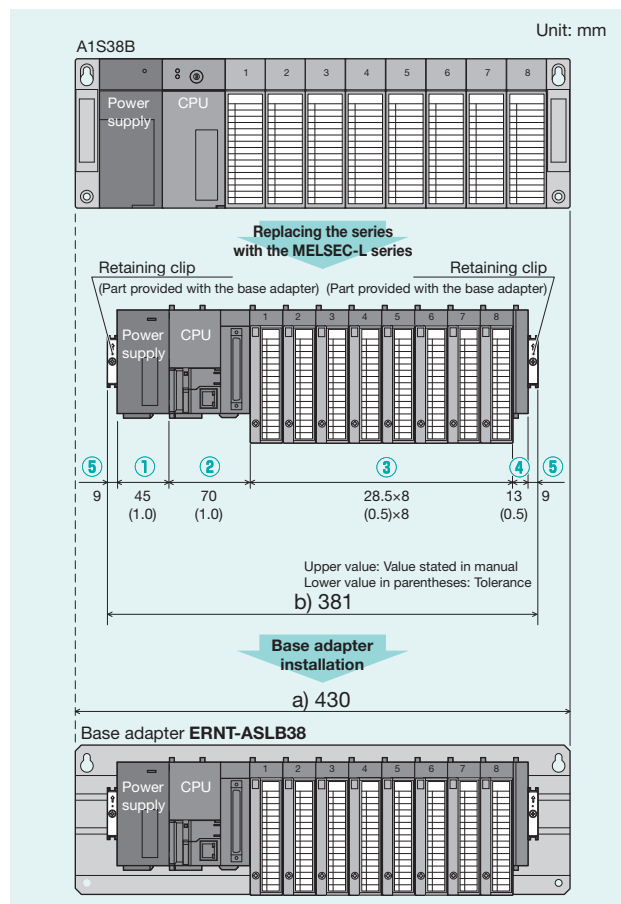 Unit: mm
A1S38B
1 2 3 4 5 6 7 8
Power supply
CPU
Replacing the series
with the MELSEC-L series
Retaining clip
(Part provided with the base adapter)
Retaining clip
(Part provided with the base adapter)
1 2 3 4 5 6 7 8
Power supply
CPU
⑤ ① ② ③ ④ ⑤
9 45 70 28.5×8 13 9
(1.0) (1.0) (0.5)×8 (0.5)
Upper value: Value stated in manual
Lower value in parentheses: Tolerance
b) 381
Base adapter
installation
a) 430
Base adapter ERNT-ASLB38
1 2 3 4 5 6 7 8
Power supply
CPU